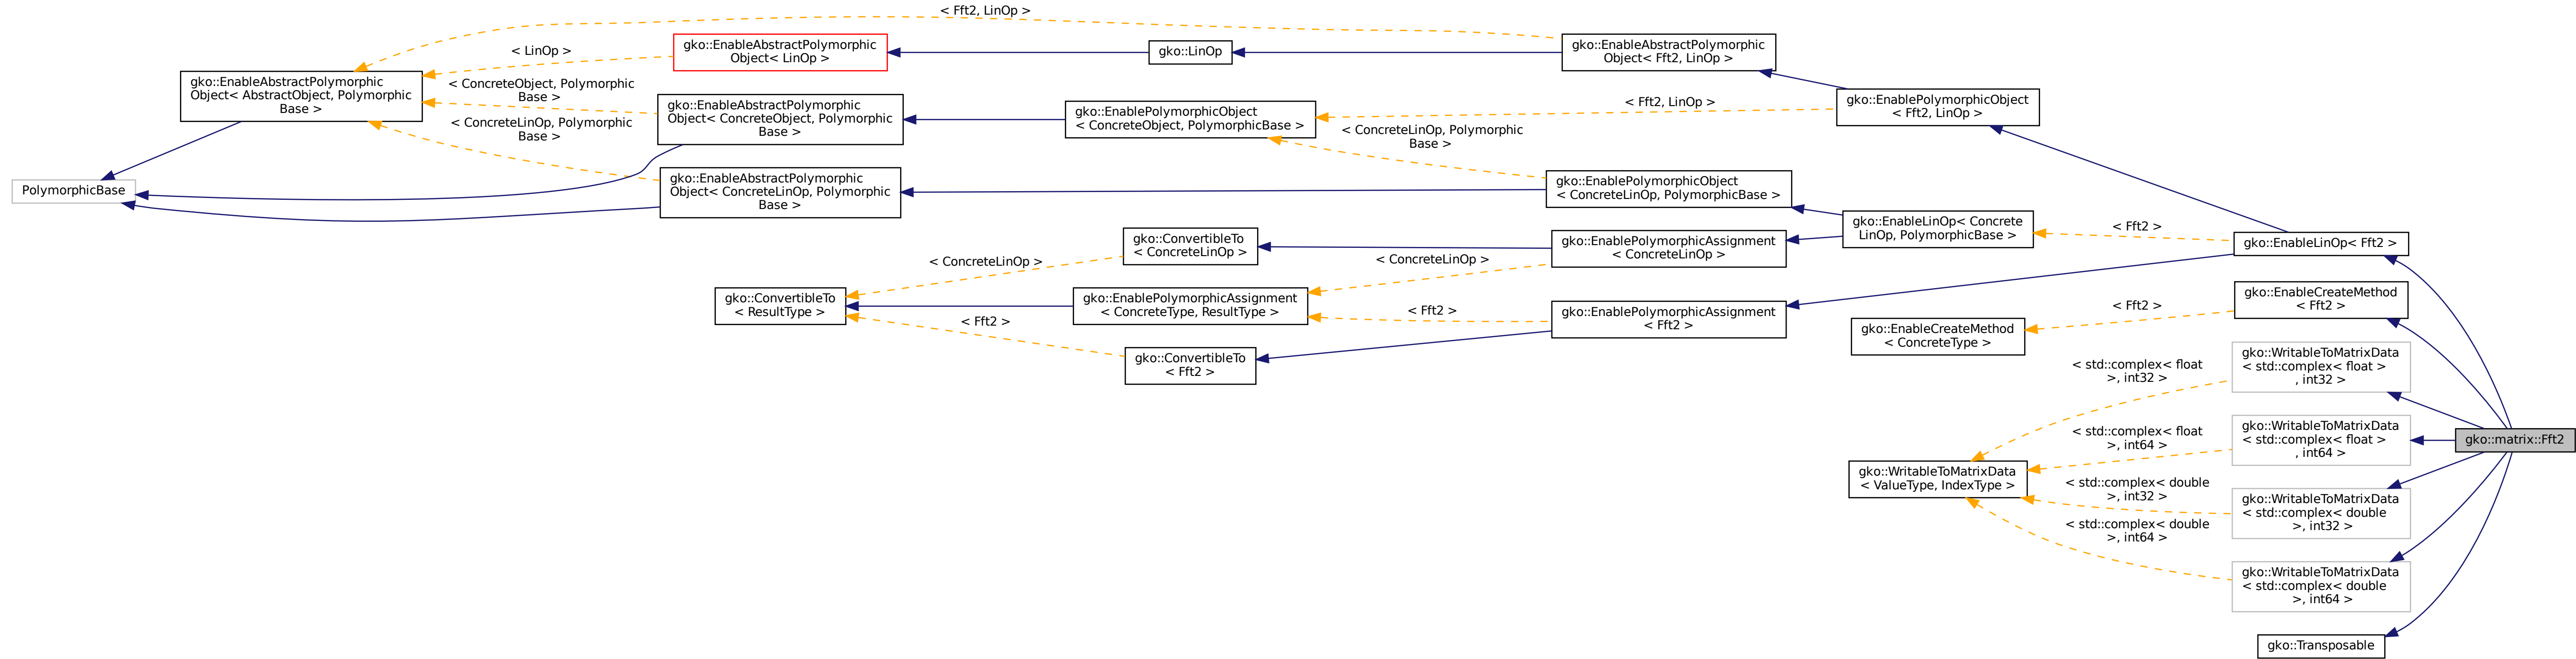 < Fft2, LinOp >
gko::EnableAbstractPolymorphic
Object< LinOp >
< LinOp >
gko::LinOp
gko::EnableAbstractPolymorphic
Object< Fft2, LinOp >
gko::EnableAbstractPolymorphic
Object< AbstractObject, Polymorphic
Base >
< ConcreteObject, Polymorphic
Base >
< ConcreteLinOp, Polymorphic
Base >
gko::EnableAbstractPolymorphic
Object< ConcreteObject, Polymorphic
Base >
gko::EnablePolymorphicObject
< ConcreteObject, PolymorphicBase >
< Fft2, LinOp >
gko::EnablePolymorphicObject
< Fft2, LinOp >
< ConcreteLinOp, Polymorphic
Base >
PolymorphicBase
gko::EnableAbstractPolymorphic
Object< ConcreteLinOp, Polymorphic
Base >
gko::EnablePolymorphicObject
< ConcreteLinOp, PolymorphicBase >
gko::EnableLinOp< Concrete
LinOp, PolymorphicBase >
< Fft2 >
gko::EnableLinOp< Fft2 >
gko::ConvertibleTo
< ConcreteLinOp >
gko::EnablePolymorphicAssignment
< ConcreteLinOp >
< ConcreteLinOp >
< ConcreteLinOp >
gko::ConvertibleTo
< ResultType >
gko::EnablePolymorphicAssignment
< ConcreteType, ResultType >
< Fft2 >
< Fft2 >
gko::EnablePolymorphicAssignment
< Fft2 >
gko::ConvertibleTo
< Fft2 >
gko::EnableCreateMethod
< ConcreteType >
< Fft2 >
gko::EnableCreateMethod
< Fft2 >
< std::complex< float
>, int32 >
gko::WritableToMatrixData
< std::complex< float >
, int32 >
< std::complex< float
>, int64 >
gko::WritableToMatrixData
< std::complex< float >
, int64 >
gko::matrix::Fft2
gko::WritableToMatrixData
< ValueType, IndexType >
< std::complex< double
>, int32 >
gko::WritableToMatrixData
< std::complex< double
>, int32 >
< std::complex< double
>, int64 >
gko::WritableToMatrixData
< std::complex< double
>, int64 >
gko::Transposable